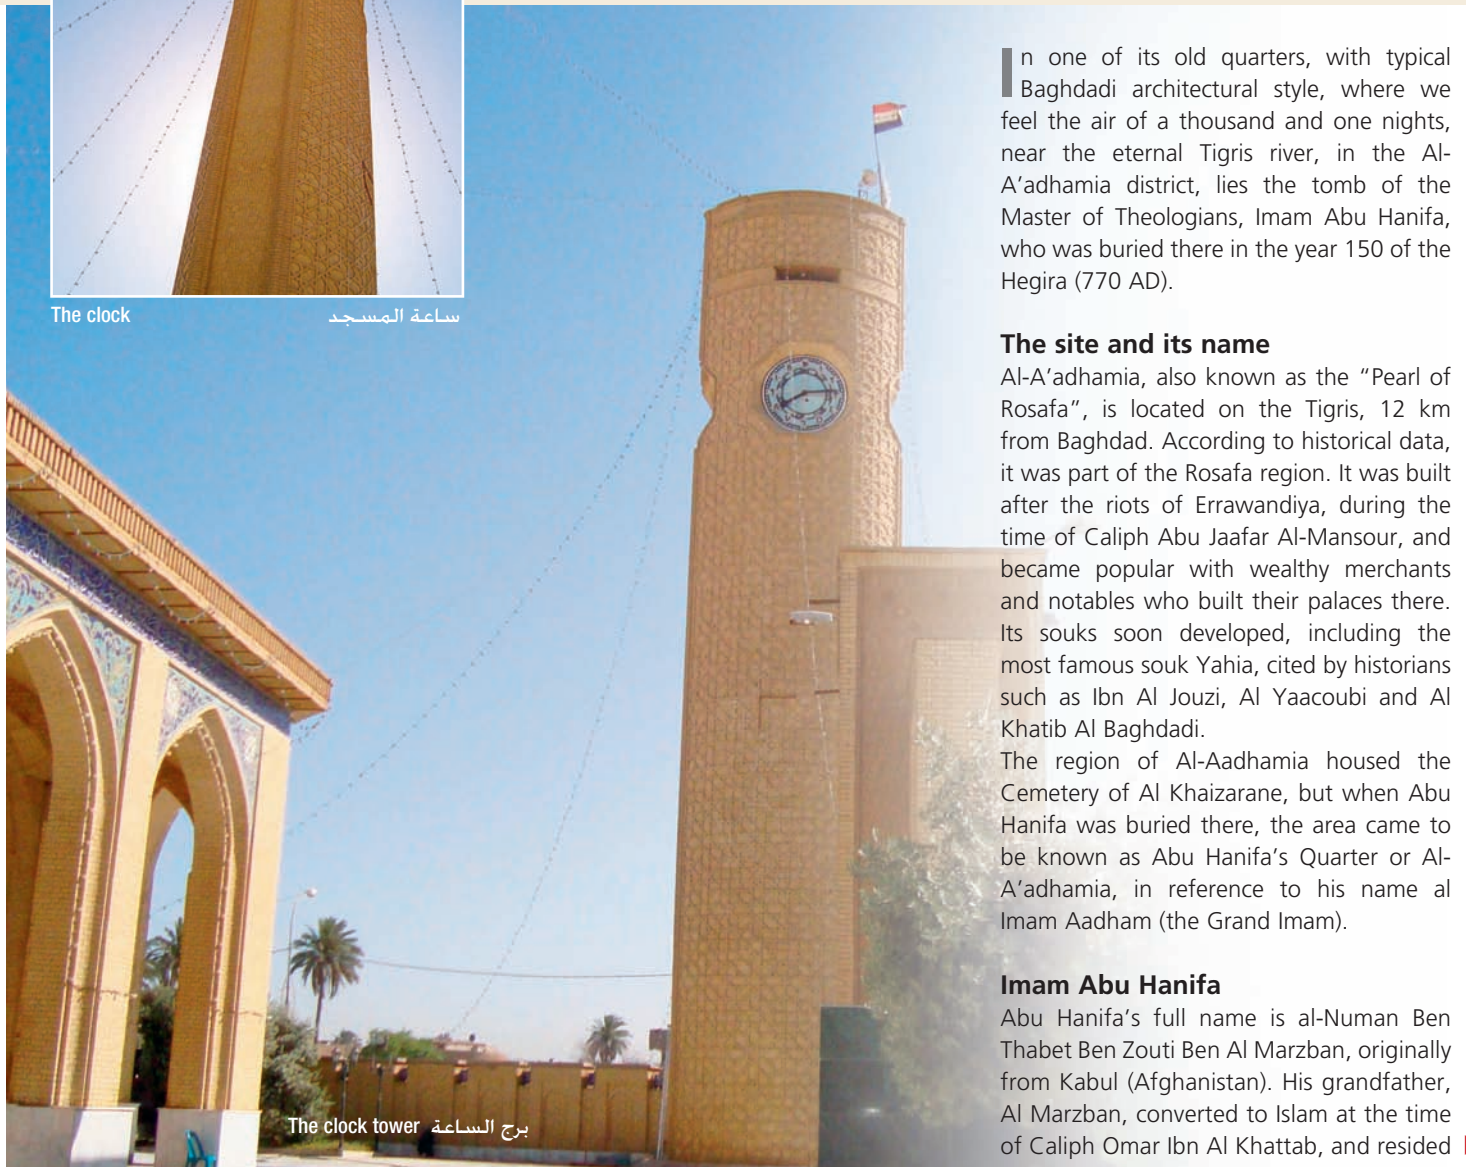 The clock
ساعة المسجد
The clock tower برج الساعة
In one of its old quarters, with typical
Baghdadi architectural style, where we
feel the air of a thousand and one nights,
near the eternal Tigris river, in the Al-
A’adhamia district, lies the tomb of the
Master of Theologians, Imam Abu Hanifa,
who was buried there in the year 150 of the
Hegira (770 AD).
The site and its name
Al-A’adhamia, also known as the “Pearl of
Rosafa”, is located on the Tigris, 12 km
from Baghdad. According to historical data,
it was part of the Rosafa region. It was built
after the riots of Errawandiya, during the
time of Caliph Abu Jaafar Al-Mansour, and
became popular with wealthy merchants
and notables who built their palaces there.
Its souks soon developed, including the
most famous souk Yahia, cited by historians
such as Ibn Al Jouzi, Al Yaacoubi and Al
Khatib Al Baghdadi.
The region of Al-Aadhamia housed the
Cemetery of Al Khaizarane, but when Abu
Hanifa was buried there, the area came to
be known as Abu Hanifa’s Quarter or Al-
A’adhamia, in reference to his name al
Imam Aadham (the Grand Imam).
Imam Abu Hanifa
Abu Hanifa’s full name is al-Numan Ben
Thabet Ben Zouti Ben Al Marzban, originally
from Kabul (Afghanistan). His grandfather,
Al Marzban, converted to Islam at the time
of Caliph Omar Ibn Al Khattab, and resided